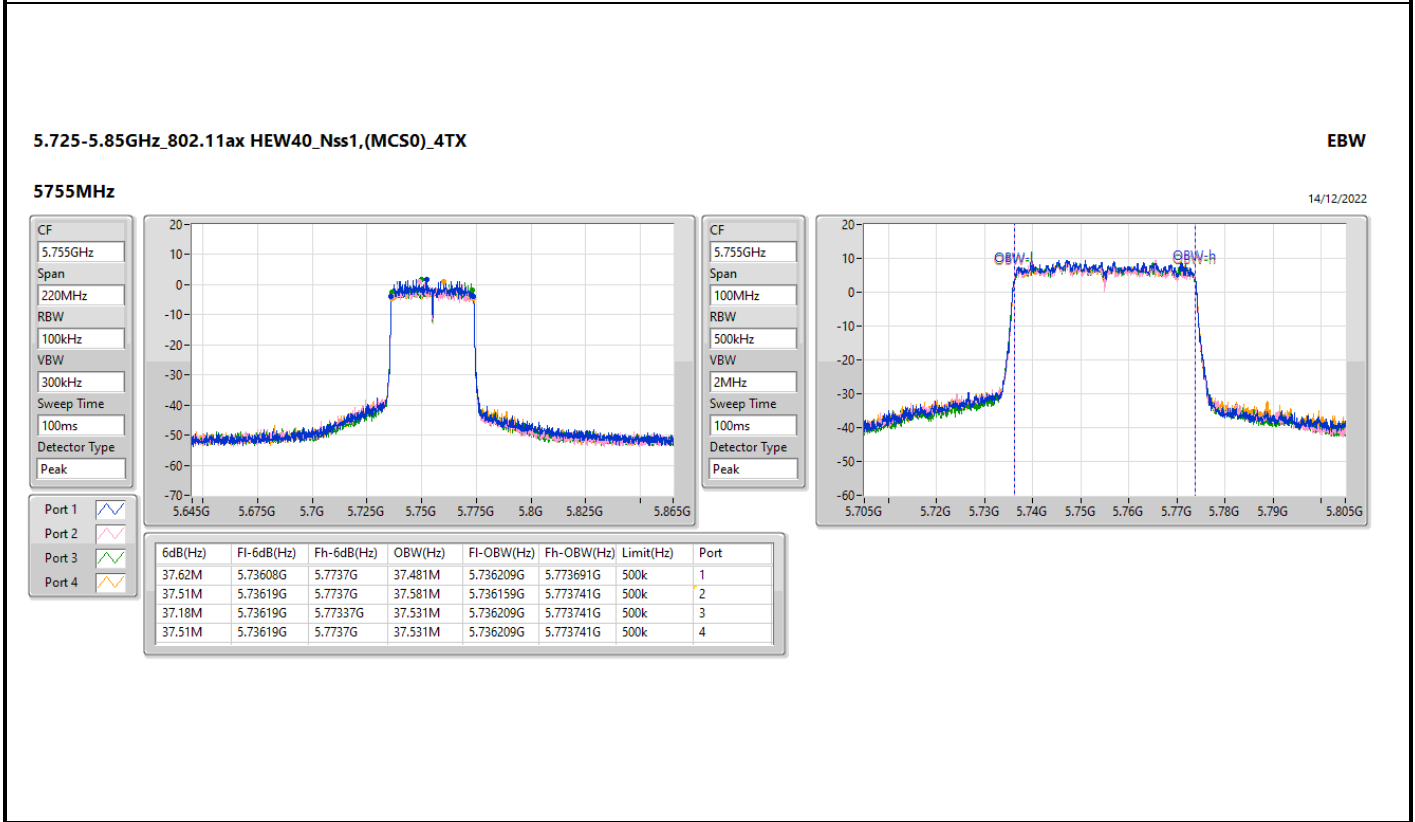 5.725-5.85GHz_802.11ax HEW40_Nss1,(MCS0)_4TX
EBW
5755MHz
14/12/2022
CF
5.755GHz
Span
220MHz
RBW
100kHz
VBW
300kHz
Sweep Time
100ms
Detector Type
Peak
20
10
0
-10
-20
-30
-40
-50
-60
-70
5.645G 5.675G 5.7G 5.725G 5.75G 5.775G 5.8G 5.825G 5.865G
CF
5.755GHz
Span
100MHz
RBW
500kHz
VBW
2MHz
Sweep Time
100ms
Detector Type
Peak
20
10
0
-10
-20
-30
-40
-50
-60
OBW-l OBW-h
5.705G 5.72G 5.73G 5.74G 5.75G 5.76G 5.77G 5.78G 5.79G 5.805G
Port 1
Port 2
Port 3
Port 4
6dB(Hz) Fl-6dB(Hz) Fh-6dB(Hz) OBW(Hz) Fl-OBW(Hz) Fh-OBW(Hz) Limit(Hz) Port
37.62M 5.73608G 5.7737G 37.481M 5.736209G 5.773691G 500k 1
37.51M 5.73619G 5.7737G 37.581M 5.736159G 5.773741G 500k 2
37.18M 5.73619G 5.77337G 37.531M 5.736209G 5.773741G 500k 3
37.51M 5.73619G 5.7737G 37.531M 5.736209G 5.773741G 500k 4